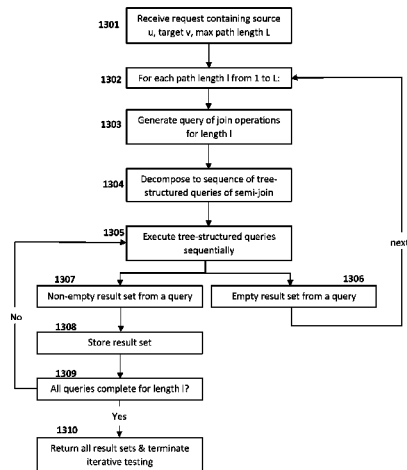 1301
Receive request containing source
u, target v, max path length L
1302
For each path length l from 1 to L:
1303
Generate query of join operations
for length l
1304
Decompose to sequence of tree-
structured queries of semi-join
1305
Execute tree-structured queries
sequentially
next
1307
1306
Non-empty result set from a query
Empty result set from a query
No
1308
Store result set
1309
All queries complete for length l?
Yes
1310
Return all result sets & terminate
iterative testing